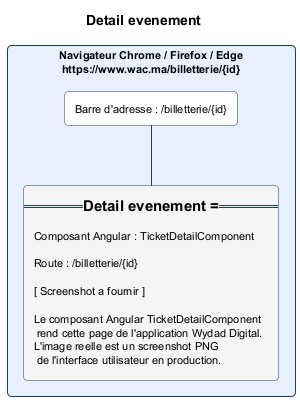 Detail evenement
Navigateur Chrome / Firefox / Edge
https://www.wac.ma/billetterie/{id}
Barre d'adresse : /billetterie/{id}
Detail evenement =
Composant Angular : TicketDetailComponent
Route : /billetterie/{id}
[ Screenshot a fournir ]
Le composant Angular TicketDetailComponent
rend cette page de l'application Wydad Digital.
L'image reelle est un screenshot PNG
de l'interface utilisateur en production.